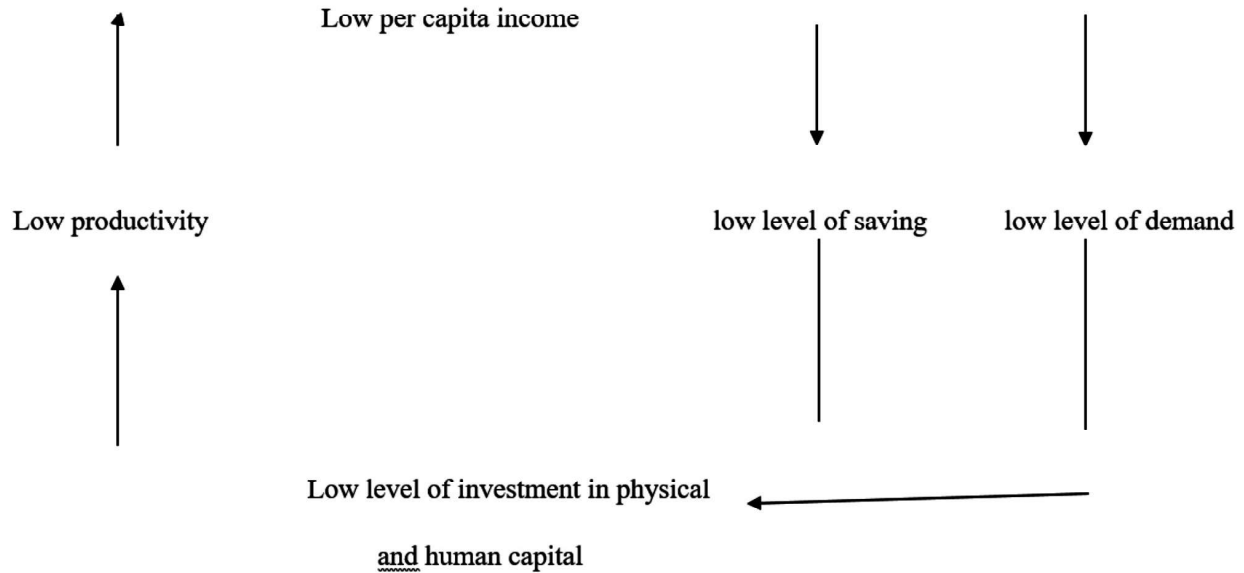 Low per capita income
Low productivity
low level of saving
low level of demand
Low level of investment in physical
and human capital